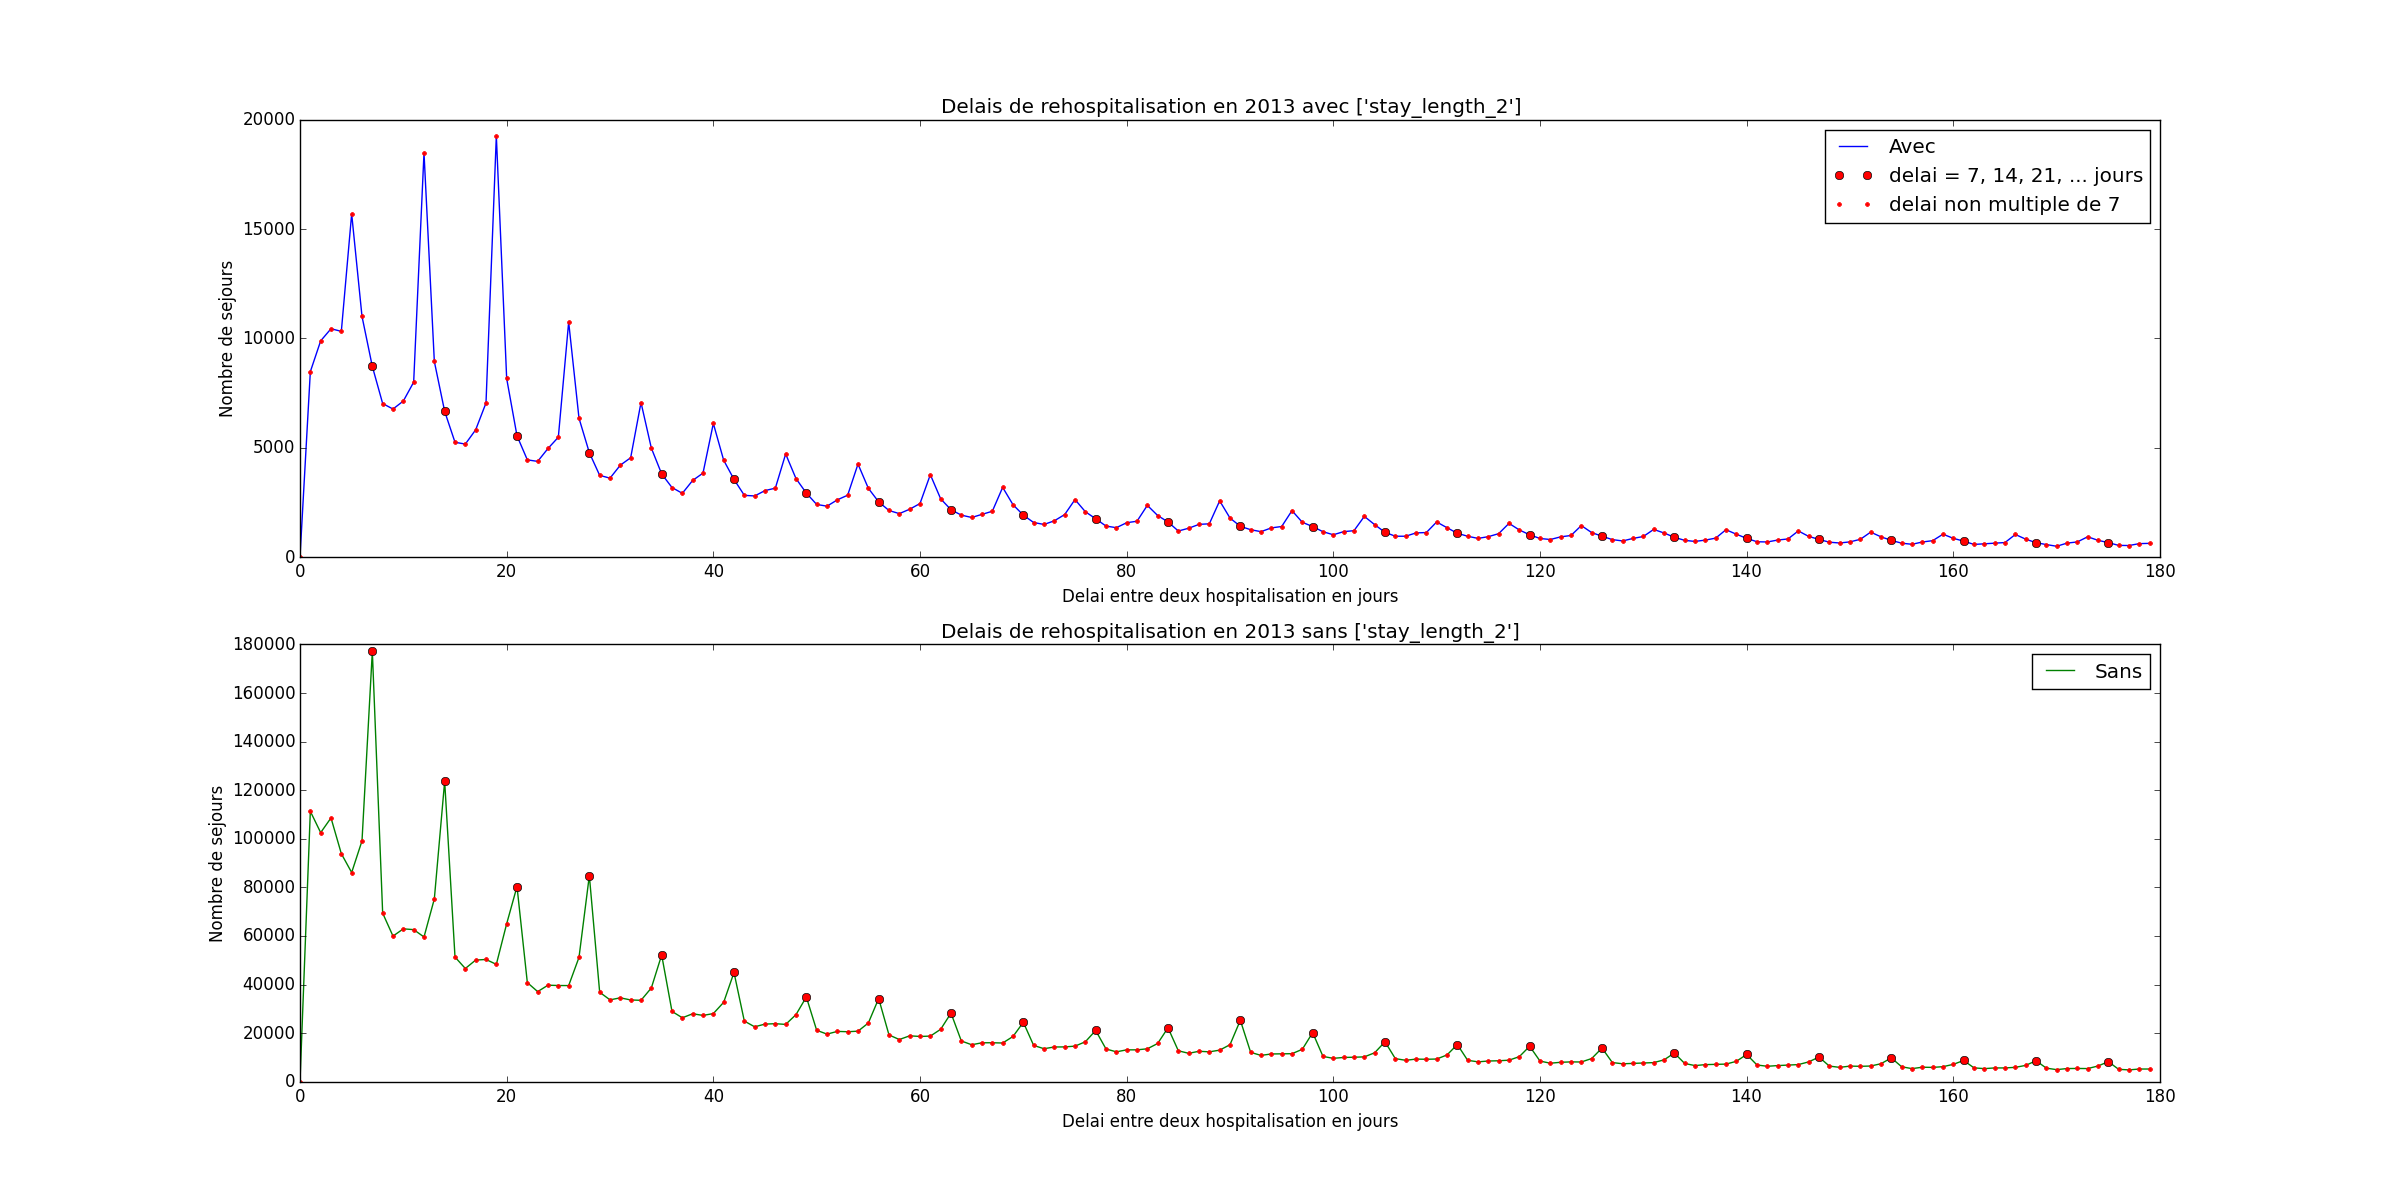 Delais de rehospitalisation en 2013 avec ['stay_length_2']
20000
15000
10000
5000
0
Nombre de sejours
Avec
delai = 7, 14, 21, ... jours
delai non multiple de 7
0 20 40 60 80 100 120 140 160 180
Delai entre deux hospitalisation en jours
Delais de rehospitalisation en 2013 sans ['stay_length_2']
180000
160000
140000
120000
100000
80000
60000
40000
20000
0
Nombre de sejours
Sans
0 20 40 60 80 100 120 140 160 180
Delai entre deux hospitalisation en jours